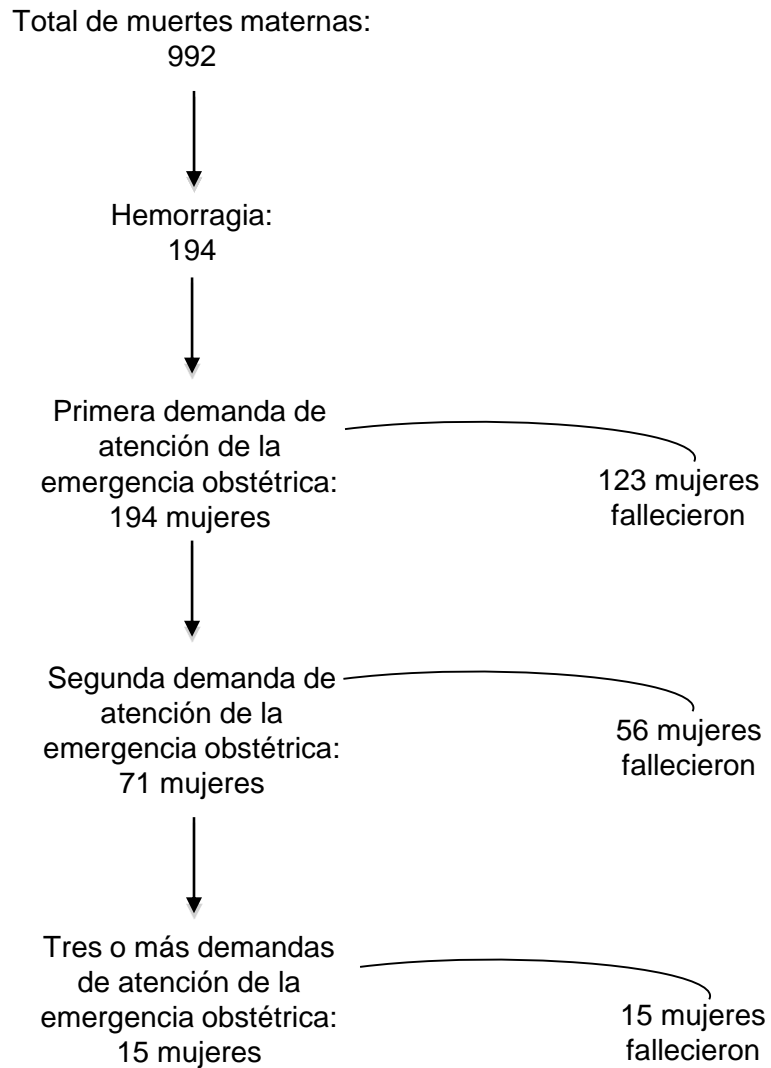 Total de muertes maternas:
992
Hemorragia:
194
Primera demanda de
atención de la
emergencia obstétrica:
194 mujeres
123 mujeres
fallecieron
Segunda demanda de
atención de la
emergencia obstétrica:
71 mujeres
56 mujeres
fallecieron
Tres o más demandas
de atención de la
emergencia obstétrica:
15 mujeres
15 mujeres
fallecieron